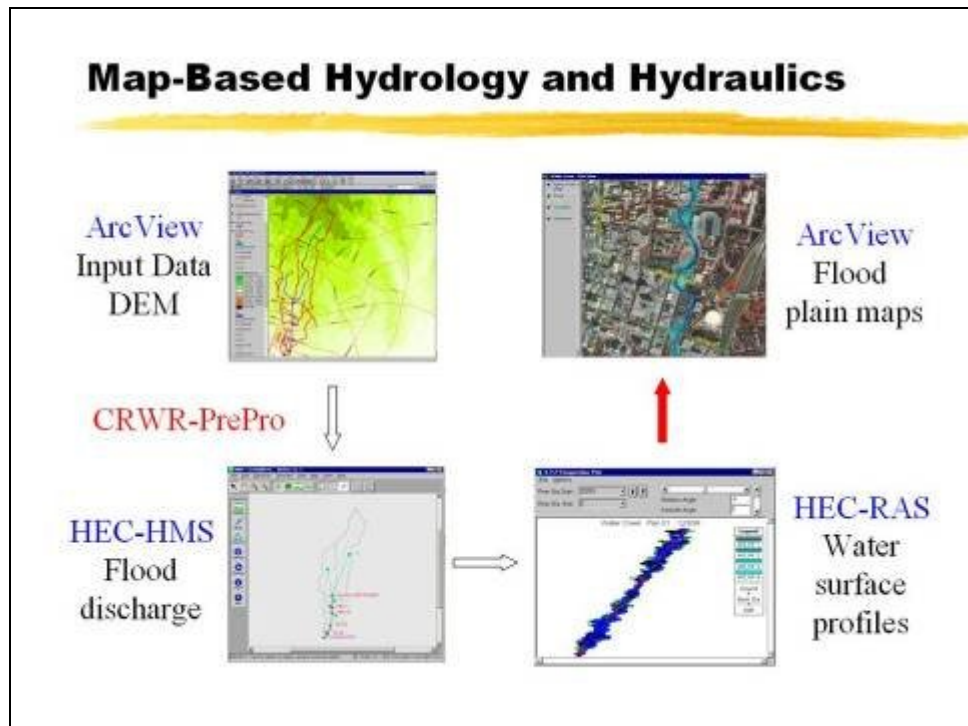 Map-Based Hydrology and Hydraulics
ArcView
Input Data
DEM
ArcView
Flood
plain maps
CRWR-PrePro
HEC-HMS
Flood
discharge
HEC-RAS
Water
surface
profiles